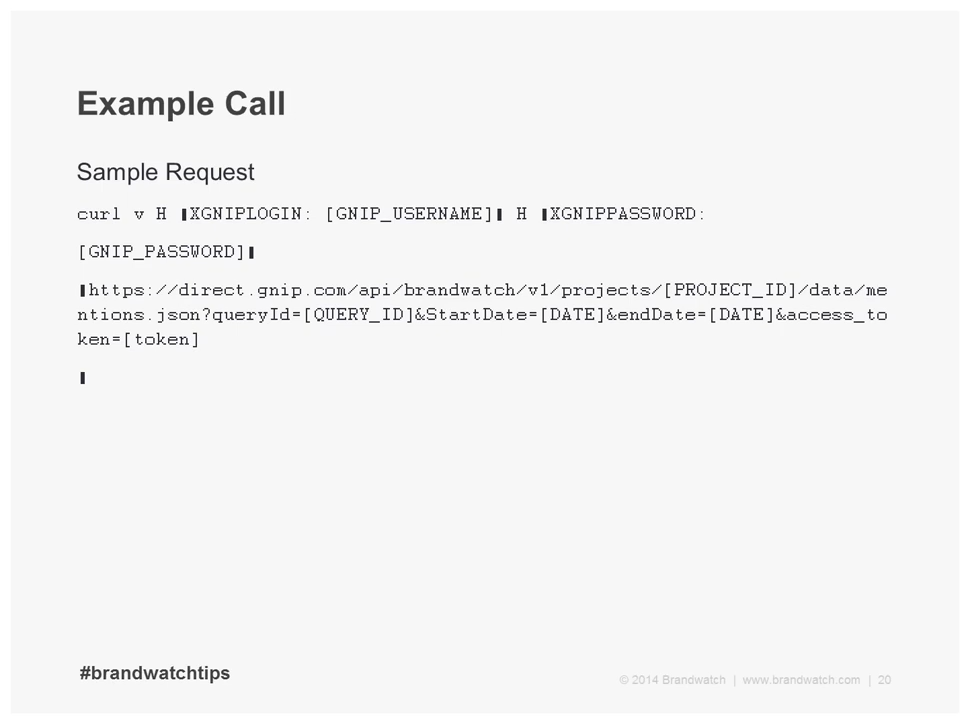 Example Call
Sample Request
curl v H ▮XGNIPLOGIN: [GNIP_USERNAME]▮ H ▮XGNIPPASSWORD:
[GNIP_PASSWORD]▮
▮https://direct.gnip.com/api/brandwatch/v1/projects/[PROJECT_ID]/data/me
ntions.json?queryId=[QUERY_ID]&StartDate=[DATE]&endDate=[DATE]&access_to
ken=[token]
▮
#brandwatchtips
© 2014 Brandwatch | www.brandwatch.com | 20